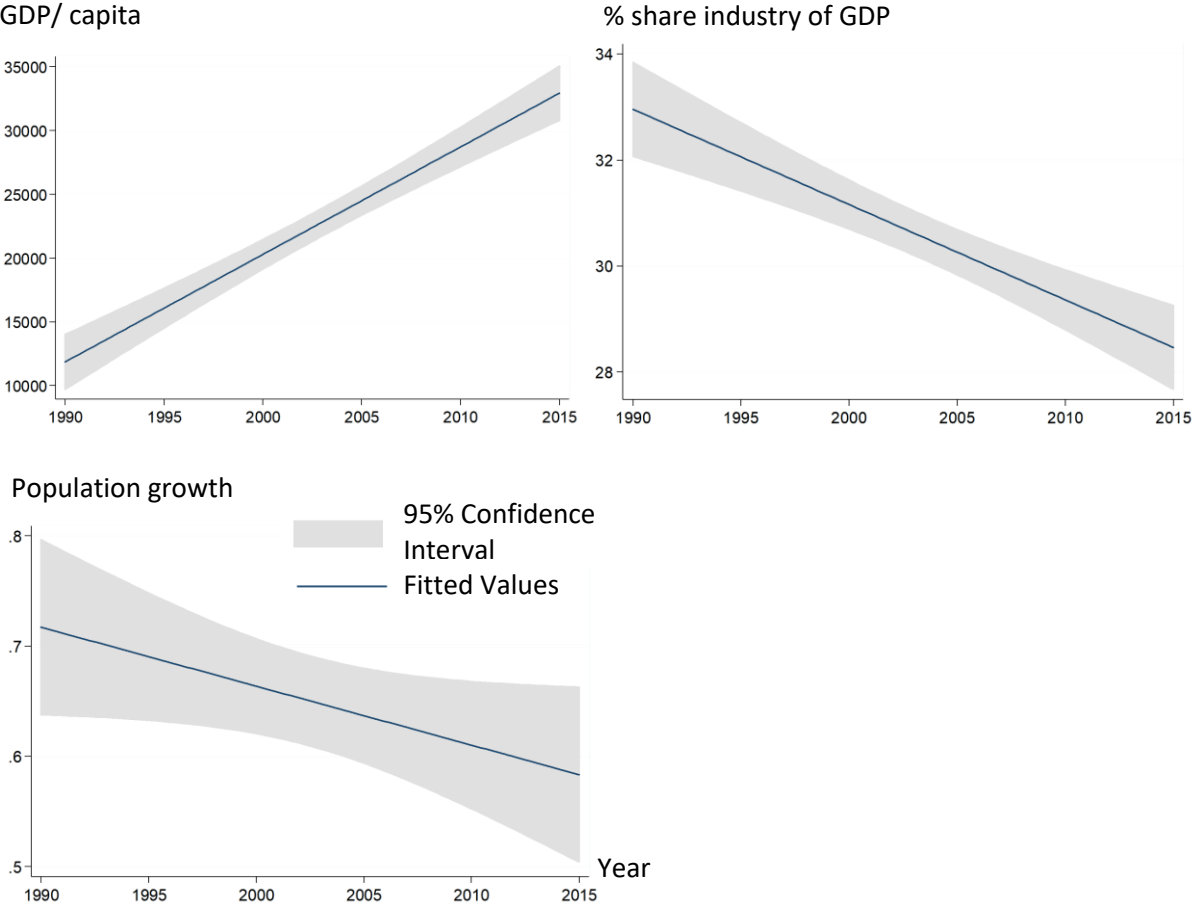 GDP/ capita
% share industry of GDP
35000
30000
25000
20000
15000
10000
1990 1995 2000 2005 2010 2015
34
32
30
28
1990 1995 2000 2005 2010 2015
Population growth
95% Confidence
Interval
Fitted Values
.8
.7
.6
.5
Year
1990 1995 2000 2005 2010 2015